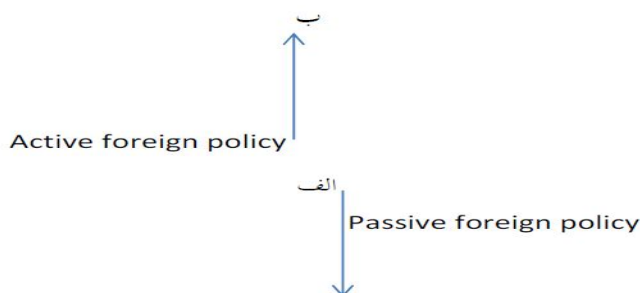 ب
Active foreign policy
الف
Passive foreign policy